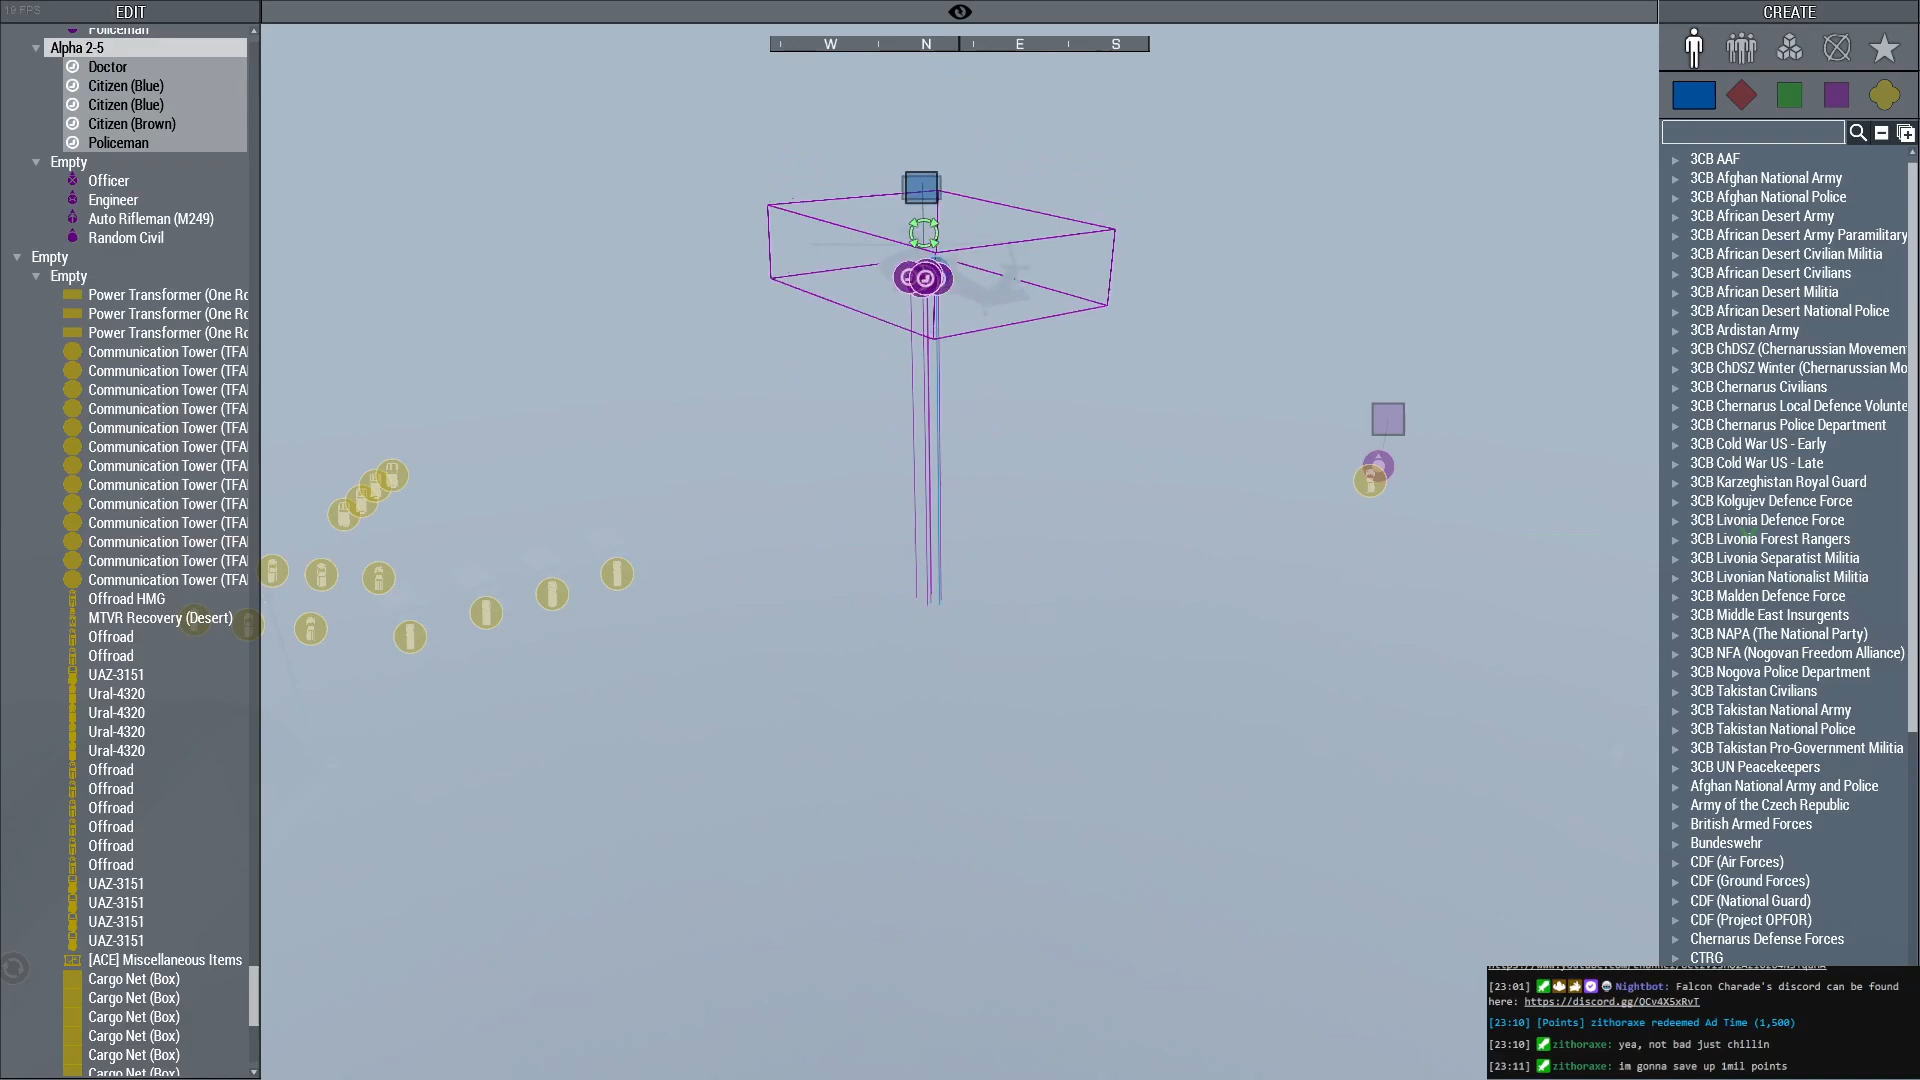 19 FPS
EDIT
Policeman
Alpha 2-5
Doctor
Citizen (Blue)
Citizen (Blue)
Citizen (Brown)
Policeman
Empty
Officer
Engineer
Auto Rifleman (M249)
Random Civil
Empty
Empty
Power Transformer (One Ro
Power Transformer (One Ro
Power Transformer (One Ro
Communication Tower (TFA
Communication Tower (TFA
Communication Tower (TFA
Communication Tower (TFA
Communication Tower (TFA
Communication Tower (TFA
Communication Tower (TFA
Communication Tower (TFA
Communication Tower (TFA
Communication Tower (TFA
Communication Tower (TFA
Communication Tower (TFA
Communication Tower (TFA
Offroad HMG
MTVR Recovery (Desert)
Offroad
Offroad
UAZ-3151
Ural-4320
Ural-4320
Ural-4320
Ural-4320
Offroad
Offroad
Offroad
Offroad
Offroad
Offroad
UAZ-3151
UAZ-3151
UAZ-3151
UAZ-3151
[ACE] Miscellaneous Items
Cargo Net (Box)
Cargo Net (Box)
Cargo Net (Box)
Cargo Net (Box)
Cargo Net (Box)
Cargo Net (Box)
W N E S
CREATE
3CB AAF
3CB Afghan National Army
3CB Afghan National Police
3CB African Desert Army
3CB African Desert Army Paramilitary
3CB African Desert Civilian Militia
3CB African Desert Civilians
3CB African Desert Militia
3CB African Desert National Police
3CB Ardistan Army
3CB ChDSZ (Chernarussian Movement
3CB ChDSZ Winter (Chernarussian Mo
3CB Chernarus Civilians
3CB Chernarus Local Defence Volunte
3CB Chernarus Police Department
3CB Cold War US - Early
3CB Cold War US - Late
3CB Karzeghistan Royal Guard
3CB Kolgujev Defence Force
3CB Livonia Defence Force
3CB Livonia Forest Rangers
3CB Livonia Separatist Militia
3CB Livonian Nationalist Militia
3CB Malden Defence Force
3CB Middle East Insurgents
3CB NAPA (The National Party)
3CB NFA (Nogovan Freedom Alliance)
3CB Nogova Police Department
3CB Takistan Civilians
3CB Takistan National Army
3CB Takistan National Police
3CB Takistan Pro-Government Militia
3CB UN Peacekeepers
Afghan National Army and Police
Army of the Czech Republic
British Armed Forces
Bundeswehr
CDF (Air Forces)
CDF (Ground Forces)
CDF (National Guard)
CDF (Project OPFOR)
Chernarus Defense Forces
CTRG
[23:01] Nightbot: Falcon Charade's discord can be found
here: https://discord.gg/QCv4X5xRvT
[23:10] [Points] zithoraxe redeemed Ad Time (1,500)
[23:10] zithoraxe: yea, not bad just chillin
[23:11] zithoraxe: im gonna save up 1mil points